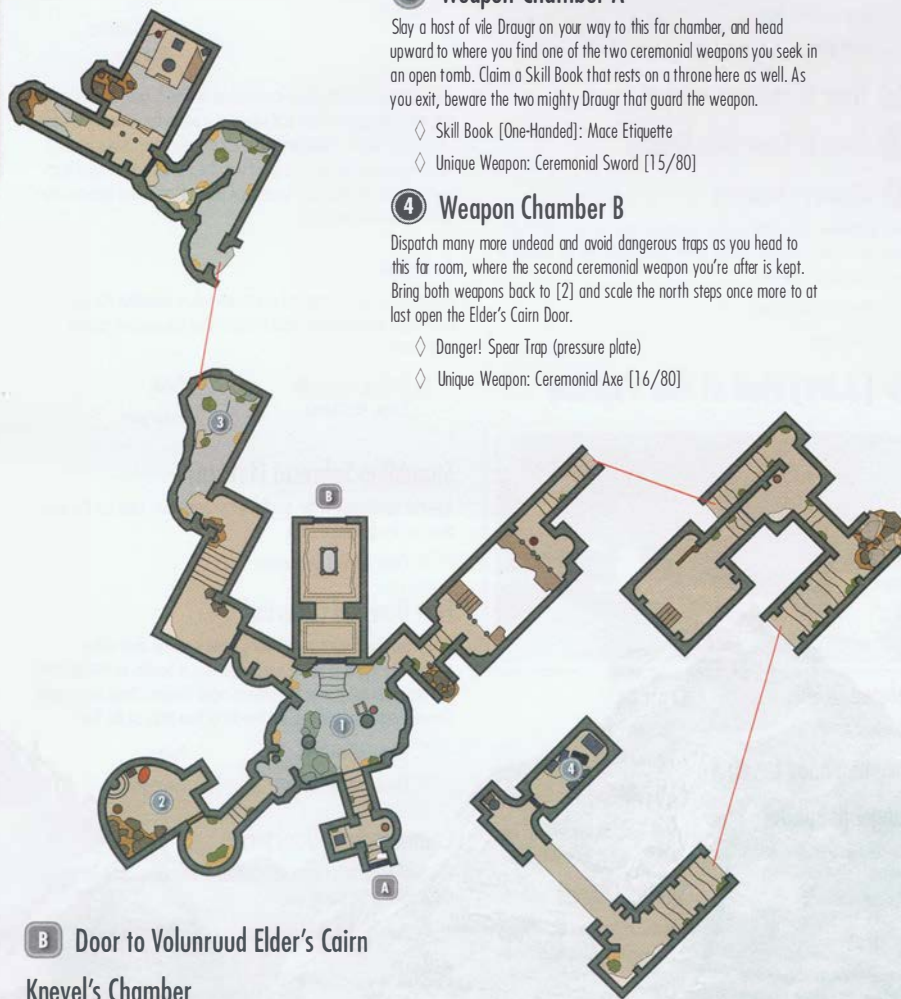 Weapon Chamber A
Slay a host of vile Draugr on your way to this far chamber, and head
upward to where you find one of the two ceremonial weapons you seek in
an open tomb. Claim a Skill Book that rests on a throne here as well. As
you exit, beware the two mighty Draugr that guard the weapon.
◊ Skill Book [One-Handed]: Mace Etiquette
◊ Unique Weapon: Ceremonial Sword [15/80]
4 Weapon Chamber B
Dispatch many more undead and avoid dangerous traps as you head to
this far room, where the second ceremonial weapon you're after is kept.
Bring both weapons back to [2] and scale the north steps once more to at
last open the Elder's Cairn Door.
◊ Danger! Spear Trap (pressure plate)
◊ Unique Weapon: Ceremonial Axe [16/80]
3
B
1
4
2
A
B Door to Volunruud Elder's Cairn
Kvenel's Chamber